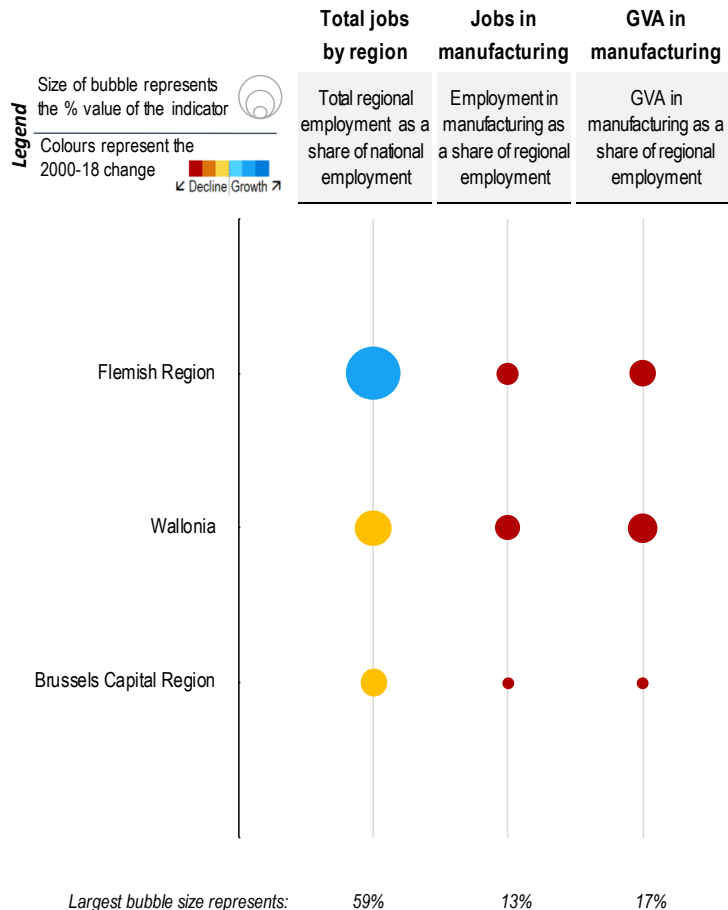 Total jobs
by region
Jobs in
manufacturing
GVA in
manufacturing
Legend
Size of bubble represents
the % value of the indicator
Colours represent the
2000-18 change
↙ Decline Growth ↗
Total regional
employment as a
share of national
employment
Employment in
manufacturing as
a share of regional
employment
GVA in
manufacturing as a
share of regional
employment
Flemish Region
Wallonia
Brussels Capital Region
Largest bubble size represents: 59% 13% 17%